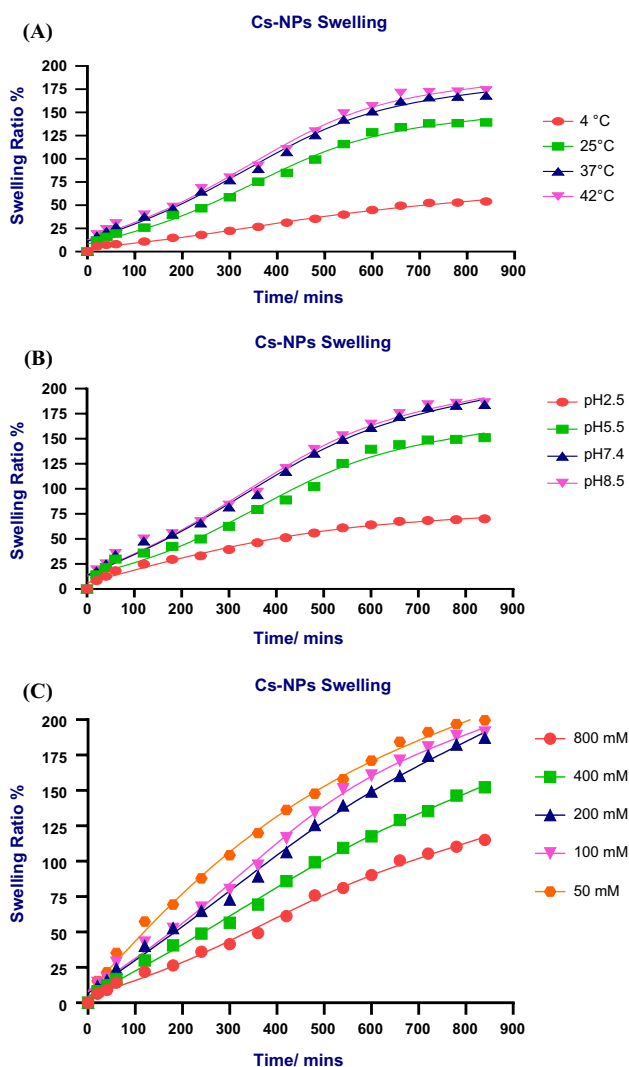 (A)
Cs-NPs Swelling
Swelling Ratio %
200
175
150
125
100
75
50
25
0
0 100 200 300 400 500 600 700 800 900
Time/ mins
4 °C
25°C
37°C
42°C
(B)
Cs-NPs Swelling
Swelling Ratio %
200
175
150
125
100
75
50
25
0
0 100 200 300 400 500 600 700 800 900
Time/ mins
pH2.5
pH5.5
pH7.4
pH8.5
(C)
Cs-NPs Swelling
Swelling Ratio %
200
175
150
125
100
75
50
25
0
0 100 200 300 400 500 600 700 800 900
Time/ mins
800 mM
400 mM
200 mM
100 mM
50 mM